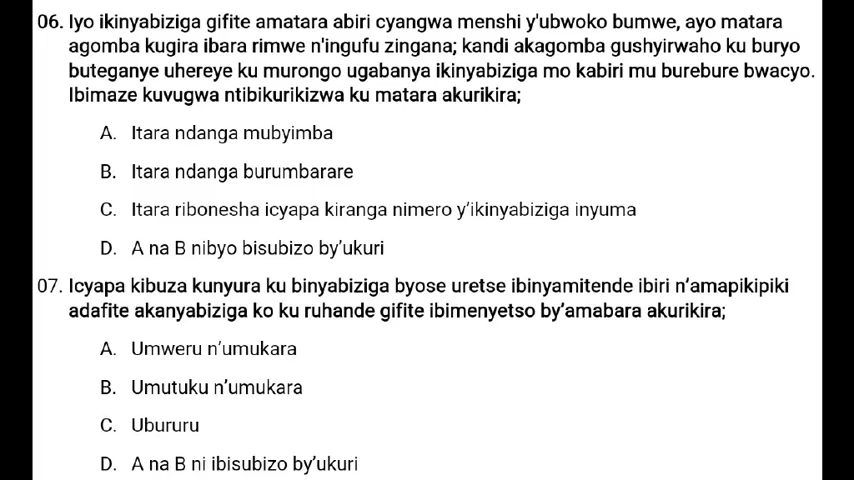 06. Iyo ikinyabiziga gifite amatara abiri cyangwa menshi y'ubwoko bumwe, ayo matara
agomba kugira ibara rimwe n'ingufu zingana; kandi akagomba gushyirwaho ku buryo
buteganye uhereye ku murongo ugabanya ikinyabiziga mo kabiri mu burebure bwacyo.
Ibimaze kuvugwa ntibikurikizwa ku matara akurikira;
A. Itara ndanga mubyimba
B. Itara ndanga burumbarare
C. Itara ribonesha icyapa kiranga nimero y'ikinyabiziga inyuma
D. A na B nibyo bisubizo by'ukuri
07. Icyapa kibuza kunyura ku binyabiziga byose uretse ibinyamitende ibiri n'amapikipiki
adafite akanyabiziga ko ku ruhande gifite ibimenyetso by'amabara akurikira;
A. Umweru n'umukara
B. Umutuku n'umukara
C. Ubururu
D. A na B ni ibisubizo by'ukuri